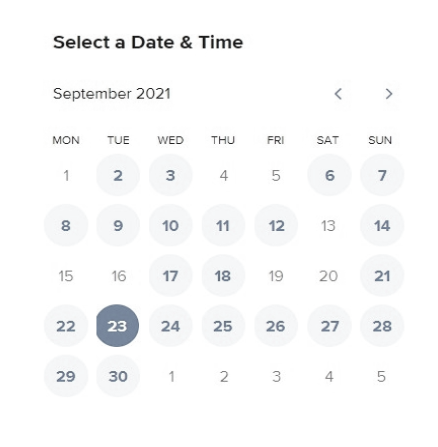 Select a Date & Time
September 2021
MON TUE WED THU FRI SAT SUN
1 2 3 4 5 6 7
8 9 10 11 12 13 14
15 16 17 18 19 20 21
22 23 24 25 26 27 28
29 30 1 2 3 4 5